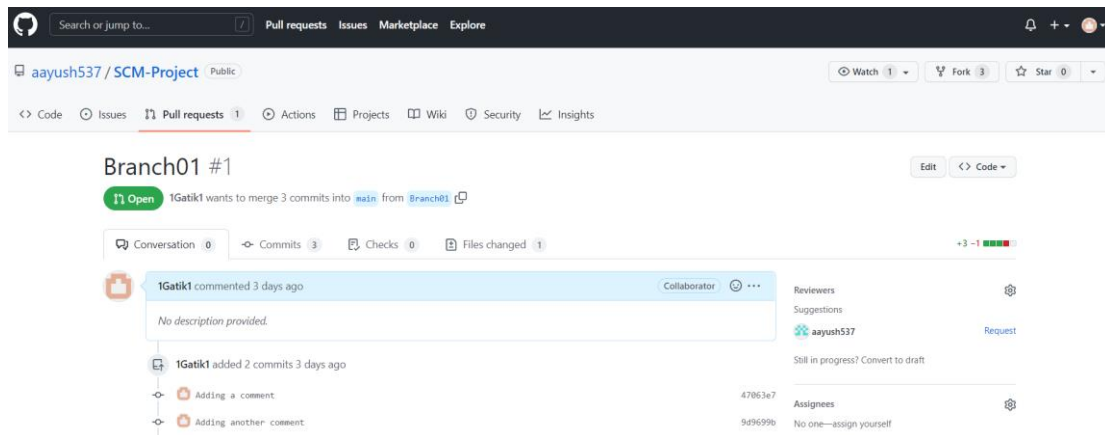 Search or jump to... / Pull requests Issues Marketplace Explore
aayush537 / SCM-Project Public
Watch 1 Fork 3 Star 0
<> Code Issues Pull requests 1 Actions Projects Wiki Security Insights
Branch01 #1
Edit <> Code
Open 1Gatik1 wants to merge 3 commits into main from Branch01
Conversation 0 Commits 3 Checks 0 Files changed 1
+3 −1
1Gatik1 commented 3 days ago Collaborator ...
No description provided.
1Gatik1 added 2 commits 3 days ago
Adding a comment 47063e7
Adding another comment 9d9699b
Reviewers
Suggestions
aayush537 Request
Still in progress? Convert to draft
Assignees
No one—assign yourself